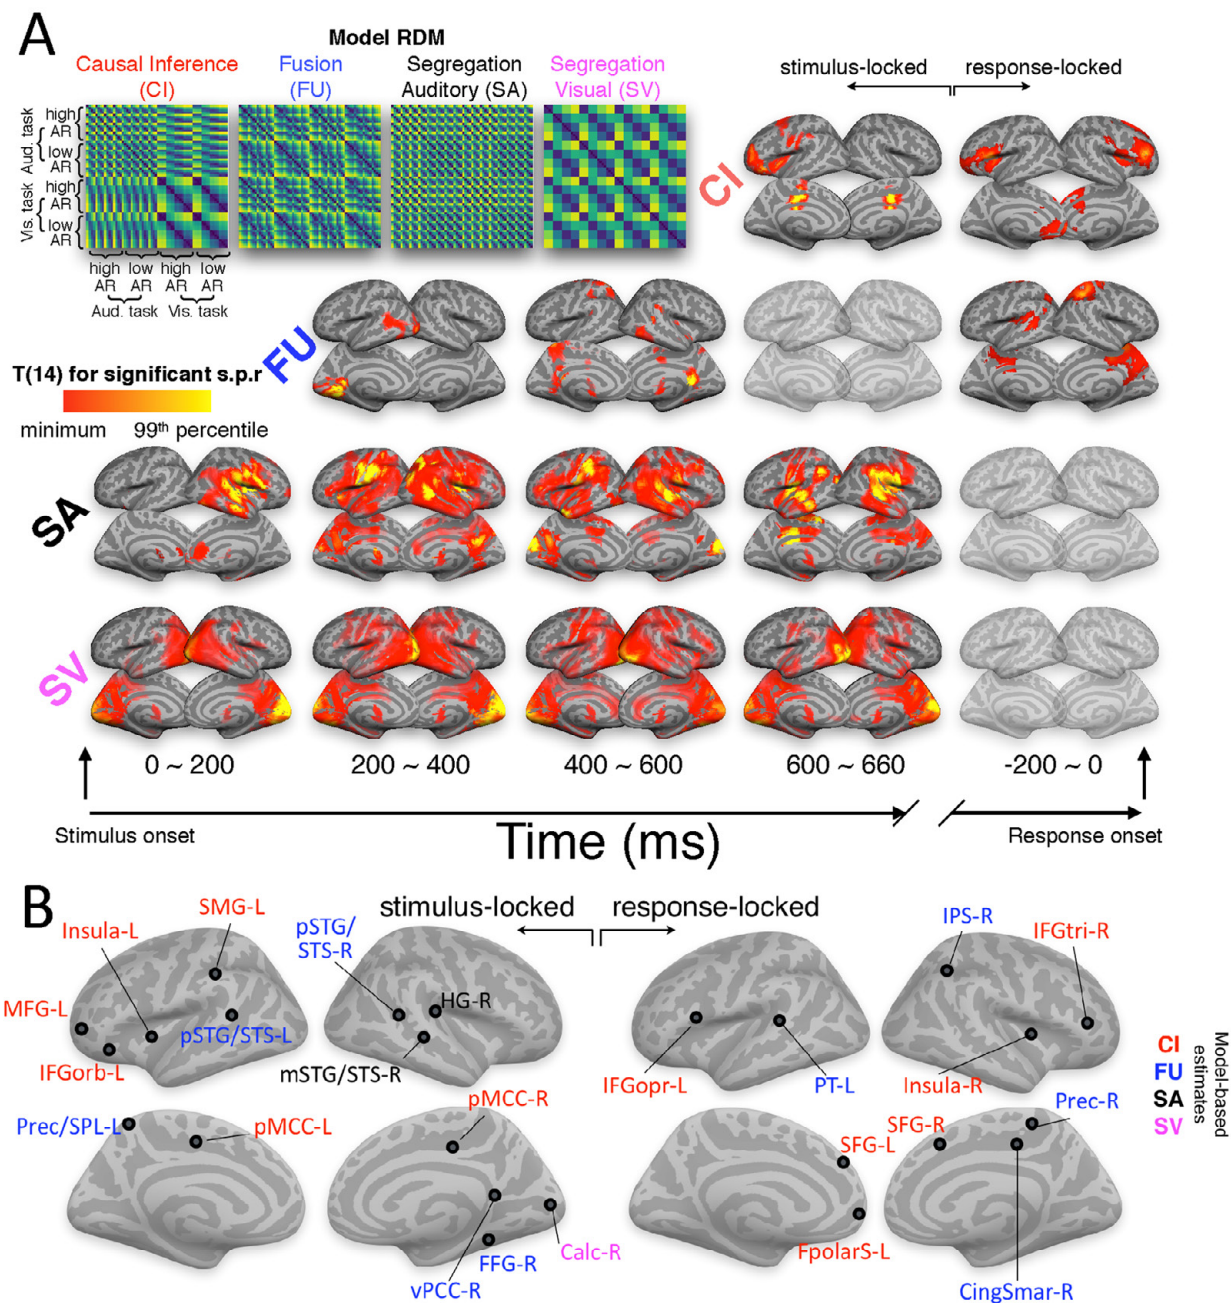 A
Model RDM
Causal Inference
(CI)
Fusion
(FU)
Segregation
Auditory (SA)
Segregation
Visual (SV)
stimulus-locked
response-locked
Aud. task
Vis. task
high
AR
low
AR
high
AR
low
AR
high
AR
low
AR
high
AR
low
AR
Aud. task
Vis. task
CI
FU
T(14) for significant s.p.r
minimum
99th percentile
SA
SV
0 ~ 200
200 ~ 400
400 ~ 600
600 ~ 660
-200 ~ 0
Stimulus onset
Time (ms)
Response onset
B
stimulus-locked
response-locked
SMG-L
Insula-L
MFG-L
IFGorb-L
pSTG/STS-L
pSTG/
STS-R
HG-R
mSTG/STS-R
IFGopr-L
PT-L
IPS-R
IFGtri-R
Insula-R
Prec/SPL-L
pMCC-L
pMCC-R
vPCC-R
FFG-R
Calc-R
SFG-L
FpolarS-L
SFG-R
Prec-R
CingSmar-R
CI
FU
SA
SV
Model-based
estimates